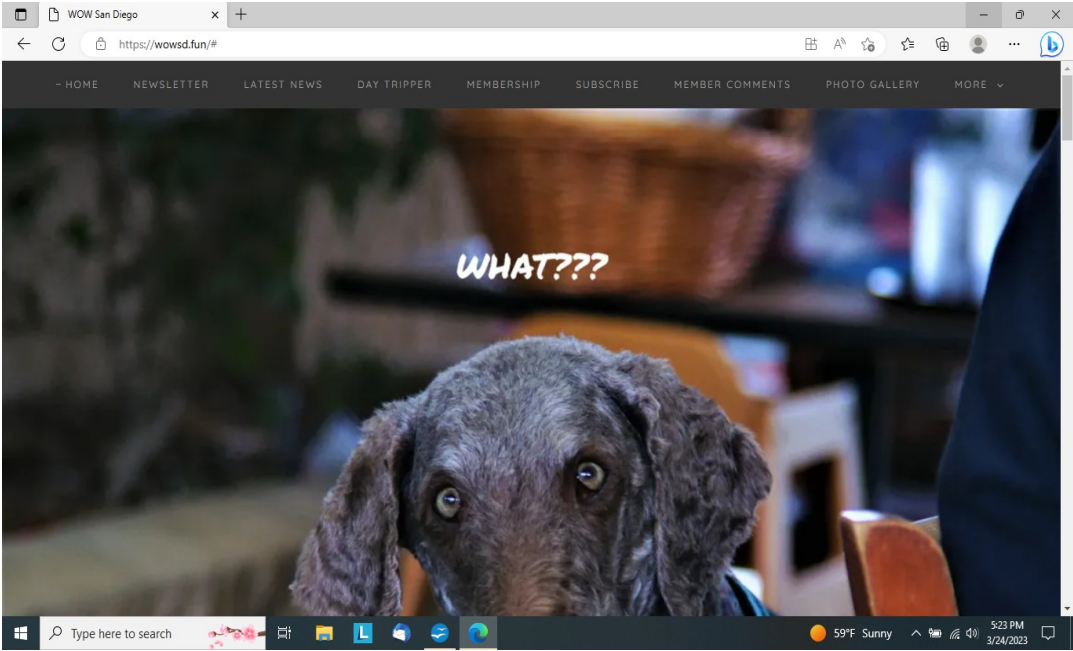 WOW San Diego
https://wowsd.fun/#
– HOME NEWSLETTER LATEST NEWS DAY TRIPPER MEMBERSHIP SUBSCRIBE MEMBER COMMENTS PHOTO GALLERY MORE
WHAT???
Type here to search
L
59°F Sunny
5:23 PM
3/24/2023